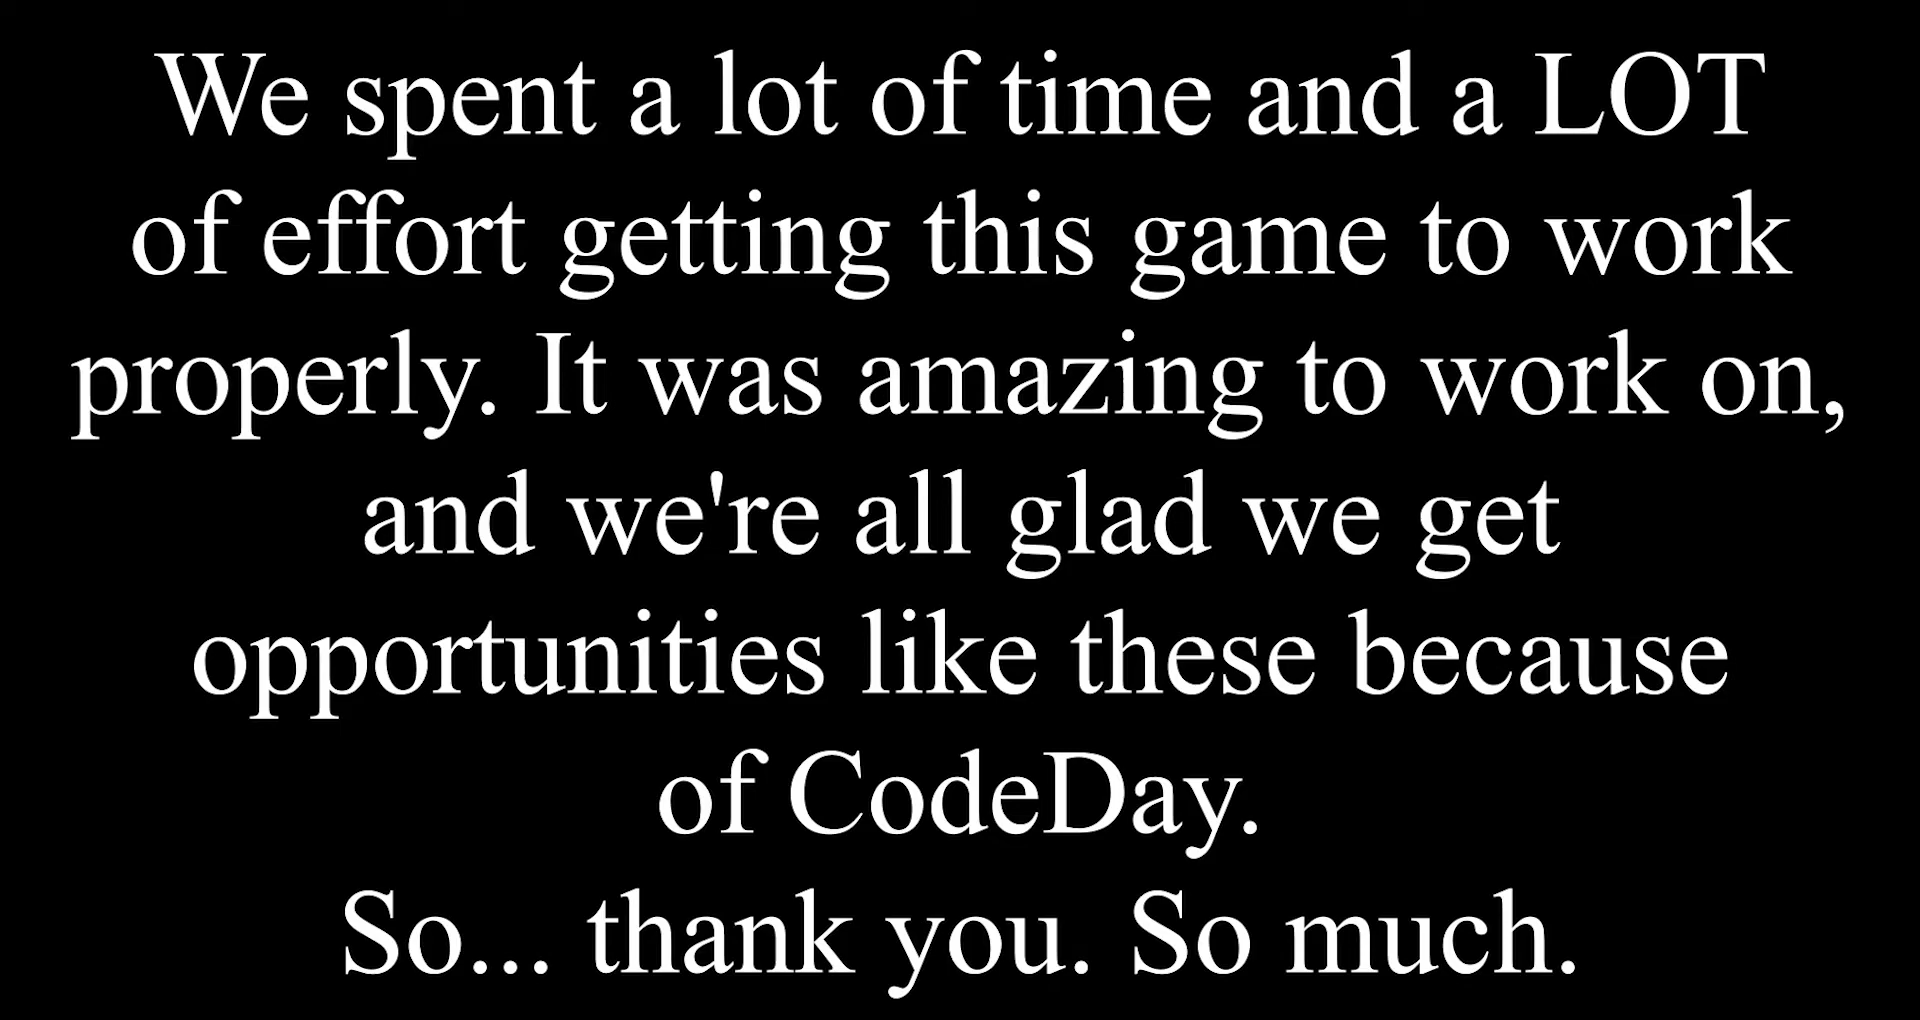 We spent a lot of time and a LOT
of effort getting this game to work
properly. It was amazing to work on,
and we're all glad we get
opportunities like these because
of CodeDay.
So... thank you. So much.